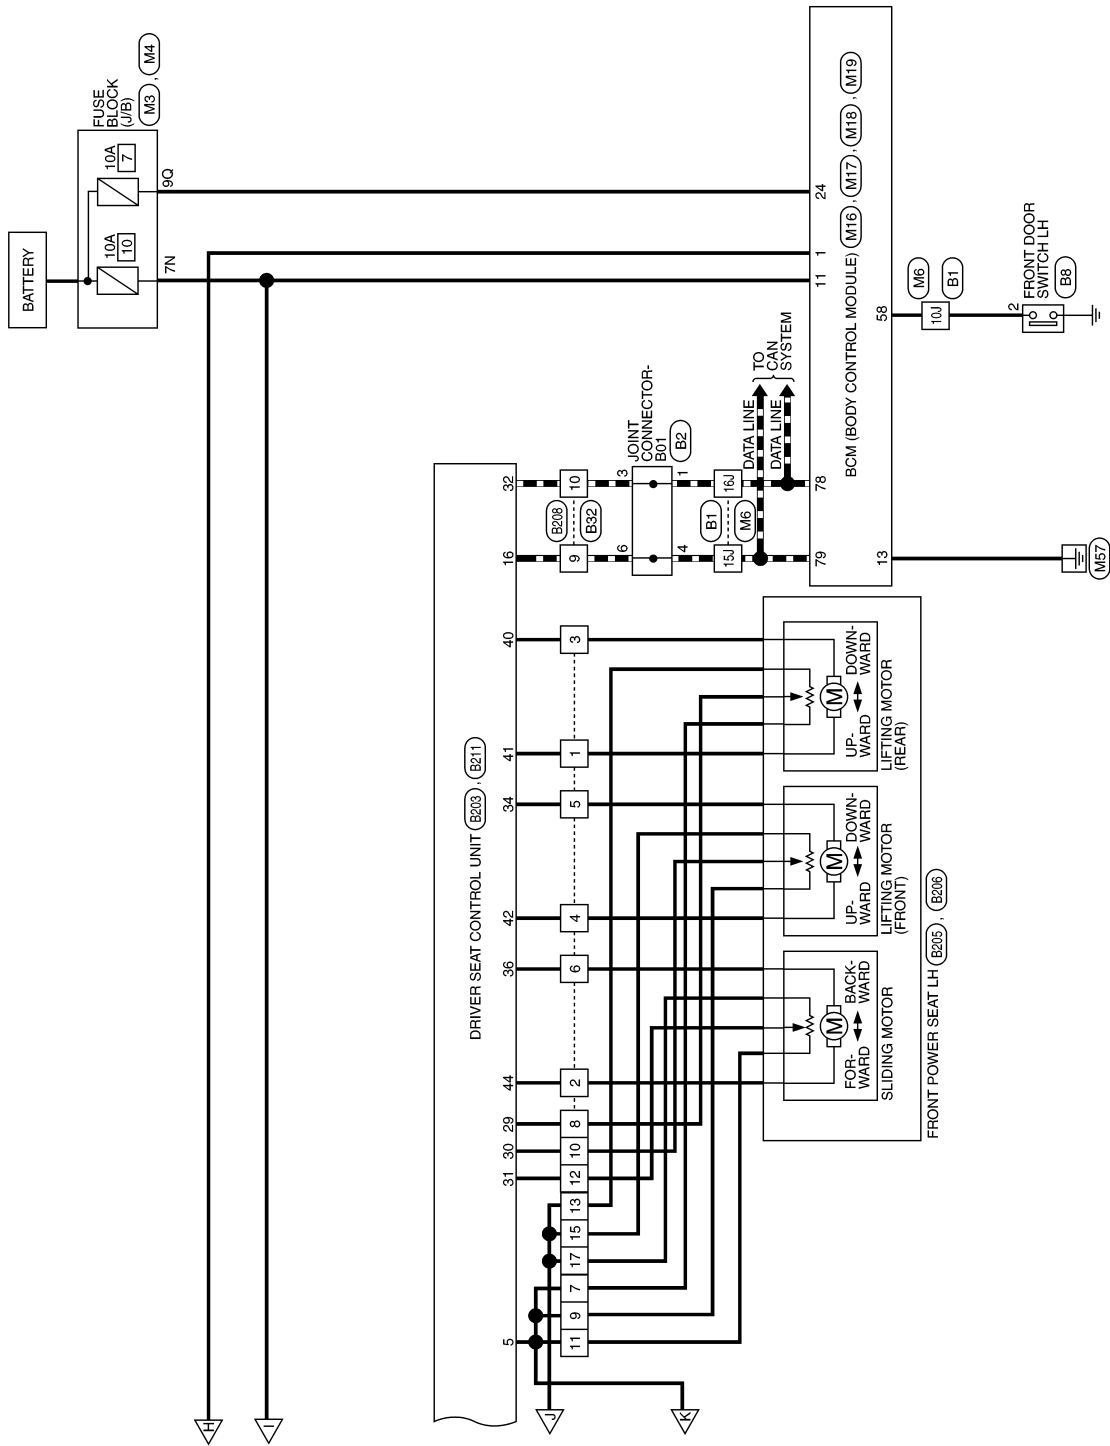 BATTERY
FUSE
BLOCK
(J/B)
M3 , M4
10A
7
10A
10
9Q
7N
H
I
24
1
11
BCM (BODY CONTROL MODULE) M16 , M17 , M18 , M19
58
M6
B1
10J
2
FRONT DOOR
SWITCH LH
B8
TO
CAN
SYSTEM
DATA LINE
DATA LINE
78
79
13
M57
JOINT
CONNECTOR-
B01
B2
3
1
6
4
16J
15J
B1
M6
32
16
10
9
B208
B32
DRIVER SEAT CONTROL UNIT B203 , B211
40
41
34
42
36
44
29
30
31
5
3
1
5
4
6
2
8
10
12
13
15
17
7
9
11
J
K
UP-
WARD
DOWN-
WARD
M
LIFTING MOTOR
(REAR)
UP-
WARD
DOWN-
WARD
M
LIFTING MOTOR
(FRONT)
FOR-
WARD
BACK-
WARD
M
SLIDING MOTOR
FRONT POWER SEAT LH B205 , B206